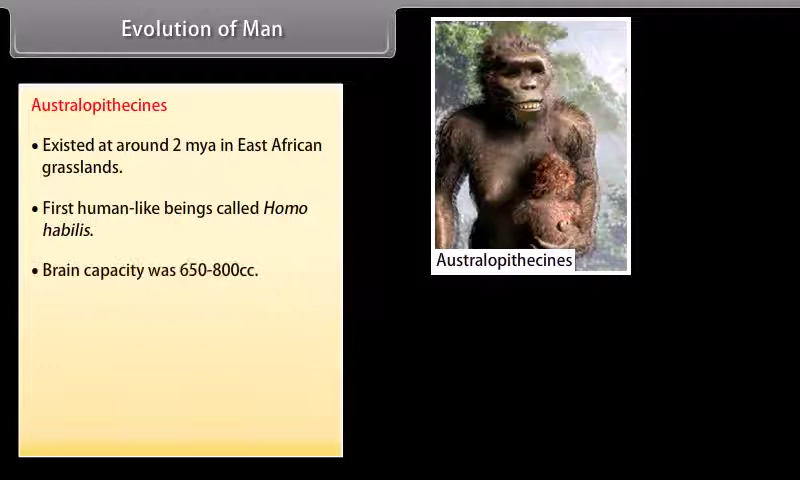 Evolution of Man
Australopithecines
• Existed at around 2 mya in East African
grasslands.
• First human-like beings called Homo
habilis.
• Brain capacity was 650-800cc.
Australopithecines